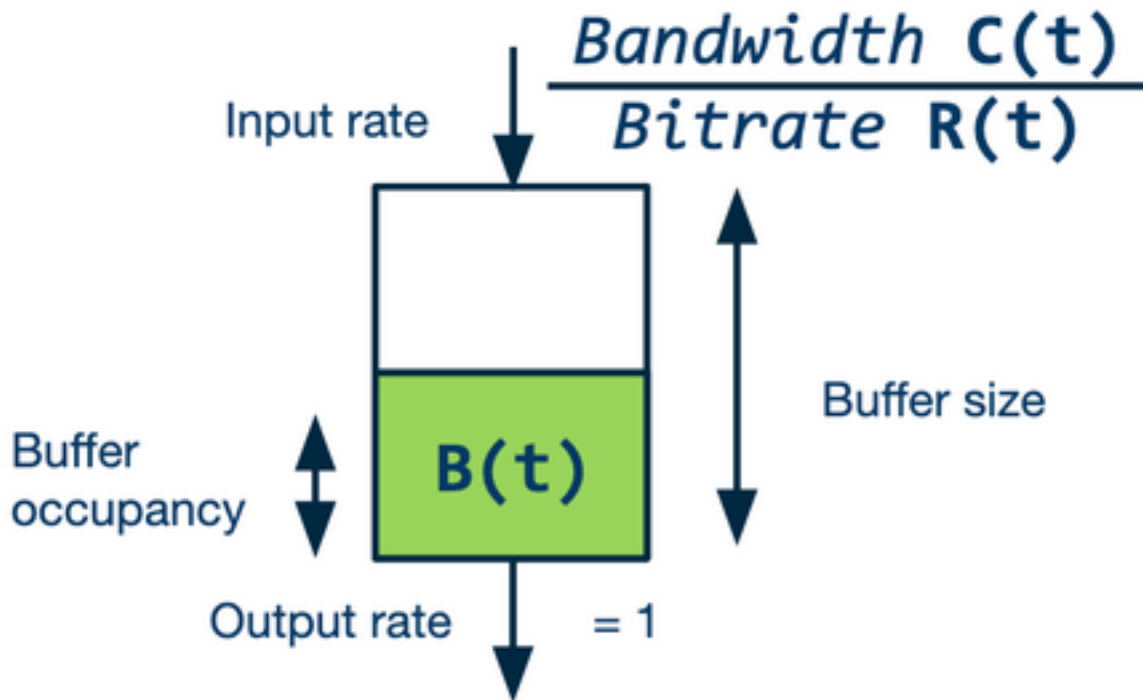 Bandwidth C(t)
Input rate
Bitrate R(t)
Buffer size
Buffer
occupancy
B(t)
Output rate = 1